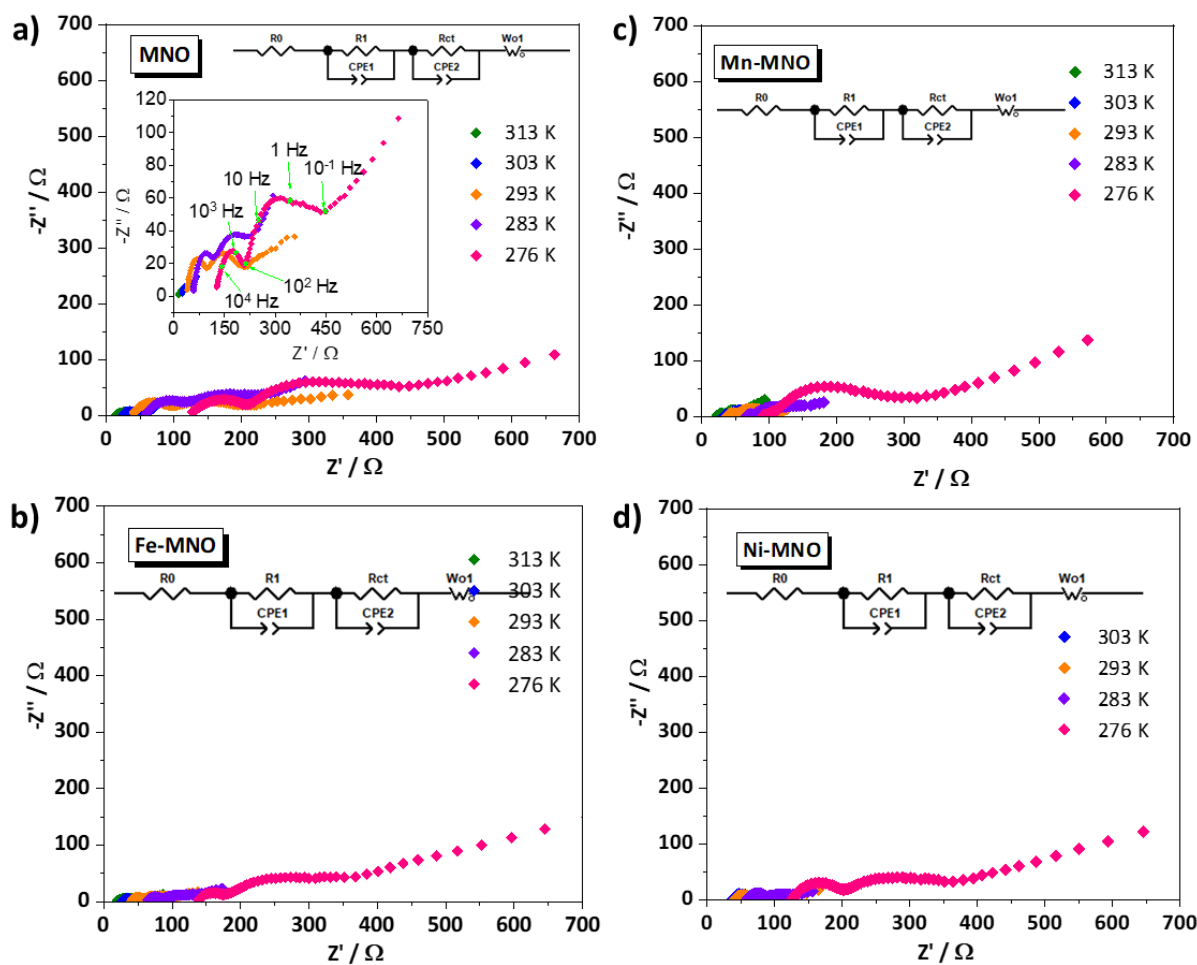 a)
MNO
R0 R1 Rct Wo1
CPE1 CPE2
700
600
500
400
300
200
100
0
-Z'' / Ω
120
100
80
60
40
20
0
-Z'' / Ω
10³ Hz
10 Hz
1 Hz
10⁻¹ Hz
10⁴ Hz
10² Hz
0 150 300 450 600 750
Z' / Ω
313 K
303 K
293 K
283 K
276 K
0 100 200 300 400 500 600 700
Z' / Ω
c)
Mn-MNO
R0 R1 Rct Wo1
CPE1 CPE2
700
600
500
400
300
200
100
0
-Z'' / Ω
313 K
303 K
293 K
283 K
276 K
0 100 200 300 400 500 600 700
Z' / Ω
b)
Fe-MNO
R0 R1 Rct Wo1
CPE1 CPE2
700
600
500
400
300
200
100
0
-Z'' / Ω
313 K
303 K
293 K
283 K
276 K
0 100 200 300 400 500 600 700
Z' / Ω
d)
Ni-MNO
R0 R1 Rct Wo1
CPE1 CPE2
700
600
500
400
300
200
100
0
-Z'' / Ω
303 K
293 K
283 K
276 K
0 100 200 300 400 500 600 700
Z' / Ω